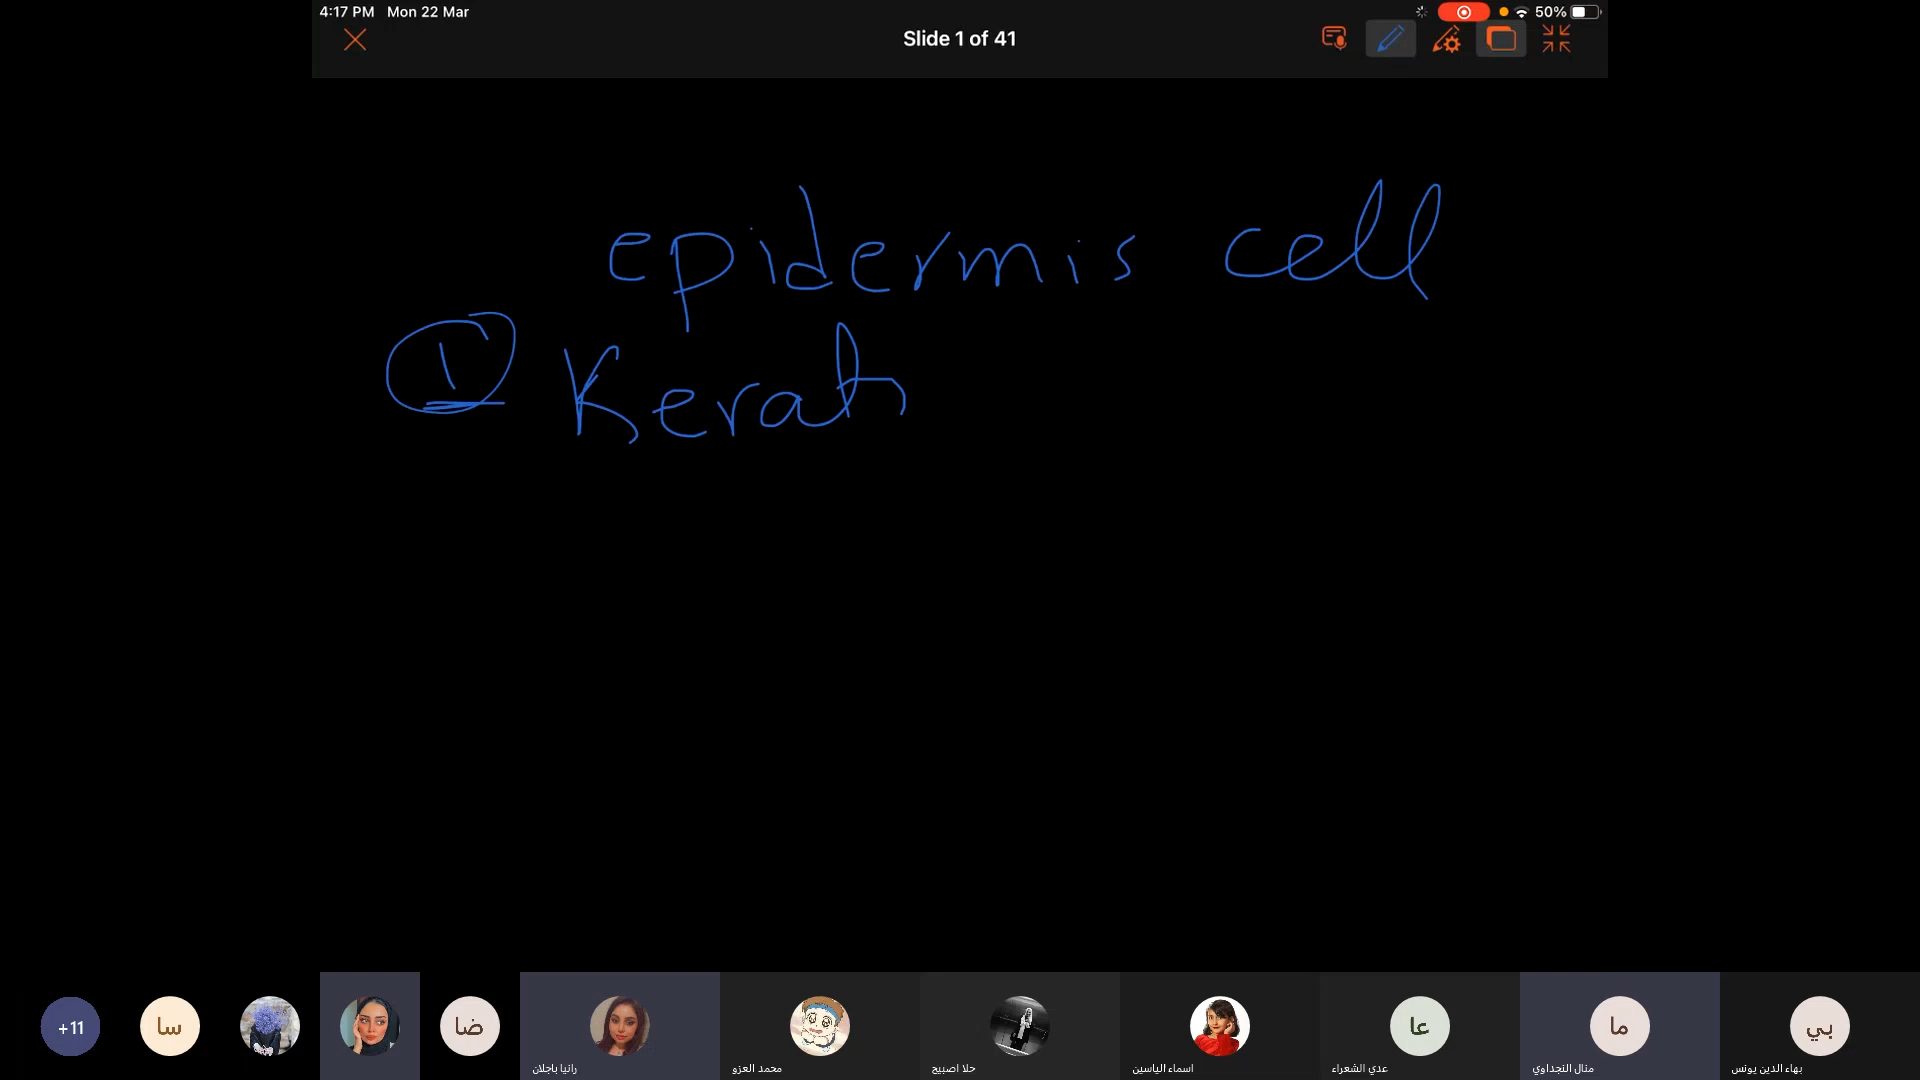 4:17 PM Mon 22 Mar
50%
Slide 1 of 41
epidermis cell
① Kerat
+11
سا
ضا
عا
ما
بي
رانيا باجلان
محمد العزو
حلا اصبيح
اسماء الياسين
عدي الشعراء
منال النجداوي
بهاء الدين يونس